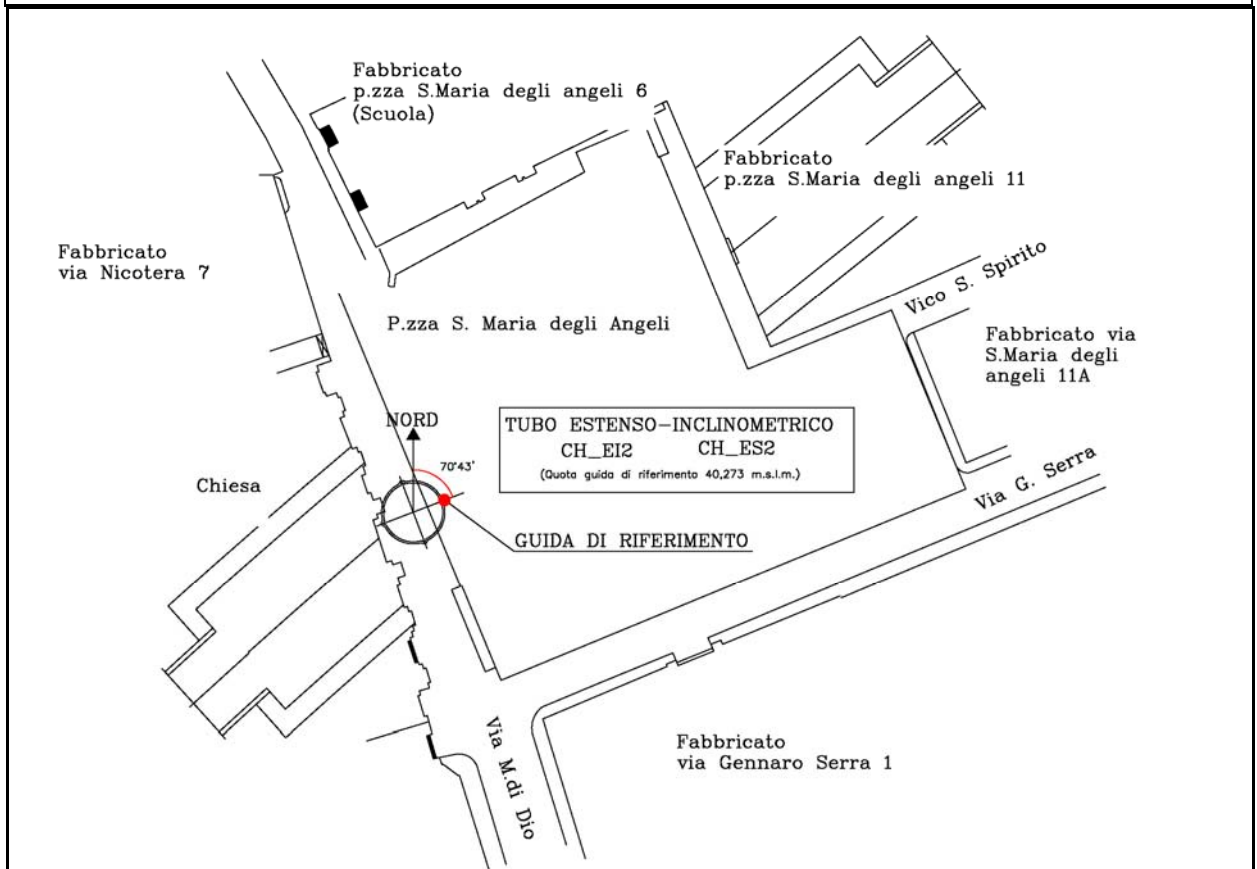 Fabbricato
p.zza S.Maria degli angeli 6
(Scuola)
Fabbricato
p.zza S.Maria degli angeli 11
Fabbricato
via Nicotera 7
Vico S. Spirito
P.zza S. Maria degli Angeli
Fabbricato via
S.Maria degli
angeli 11A
NORD
70°43'
TUBO ESTENSO-INCLINOMETRICO
CH_EI2 CH_ES2
(Quota guida di riferimento 40,273 m.s.l.m.)
Chiesa
Via G. Serra
GUIDA DI RIFERIMENTO
Via M.di Dio
Fabbricato
via Gennaro Serra 1